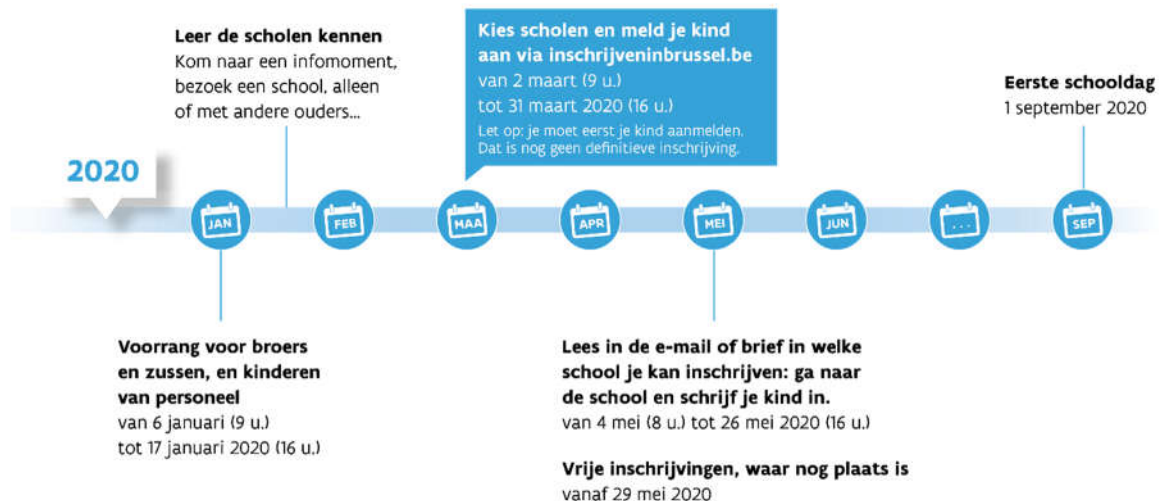 Leer de scholen kennen
Kom naar een infomoment,
bezoek een school, alleen
of met andere ouders...
Kies scholen en meld je kind
aan via inschrijveninbrussel.be
van 2 maart (9 u.)
tot 31 maart 2020 (16 u.)
Let op: je moet eerst je kind aanmelden.
Dat is nog geen definitieve inschrijving.
Eerste schooldag
1 september 2020
2020
JAN
FEB
MAA
APR
MEI
JUN
...
SEP
Voorrang voor broers
en zussen, en kinderen
van personeel
van 6 januari (9 u.)
tot 17 januari 2020 (16 u.)
Lees in de e-mail of brief in welke
school je kan inschrijven: ga naar
de school en schrijf je kind in.
van 4 mei (8 u.) tot 26 mei 2020 (16 u.)
Vrije inschrijvingen, waar nog plaats is
vanaf 29 mei 2020